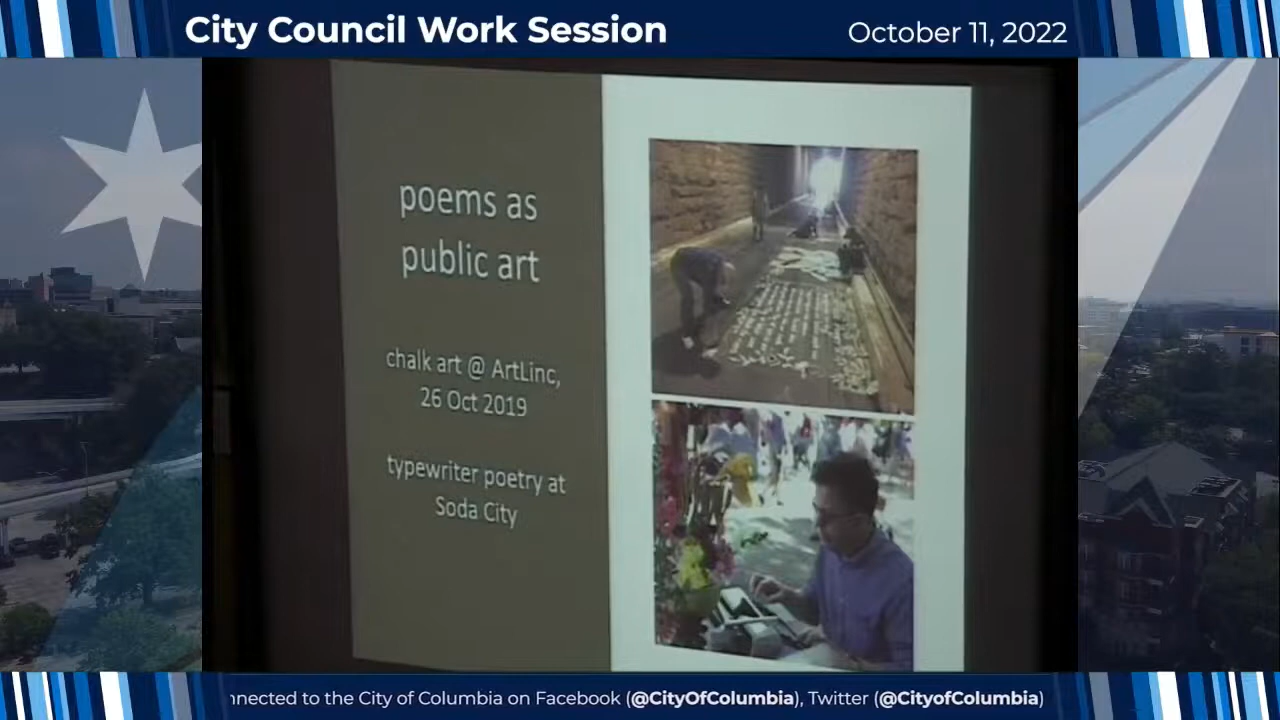 City Council Work Session
October 11, 2022
poems as
public art
chalk art @ ArtLinc,
26 Oct 2019
typewriter poetry at
Soda City
to the City of Columbia on Facebook (@CityOfColumbia), Twitter (@CityofColumbia)